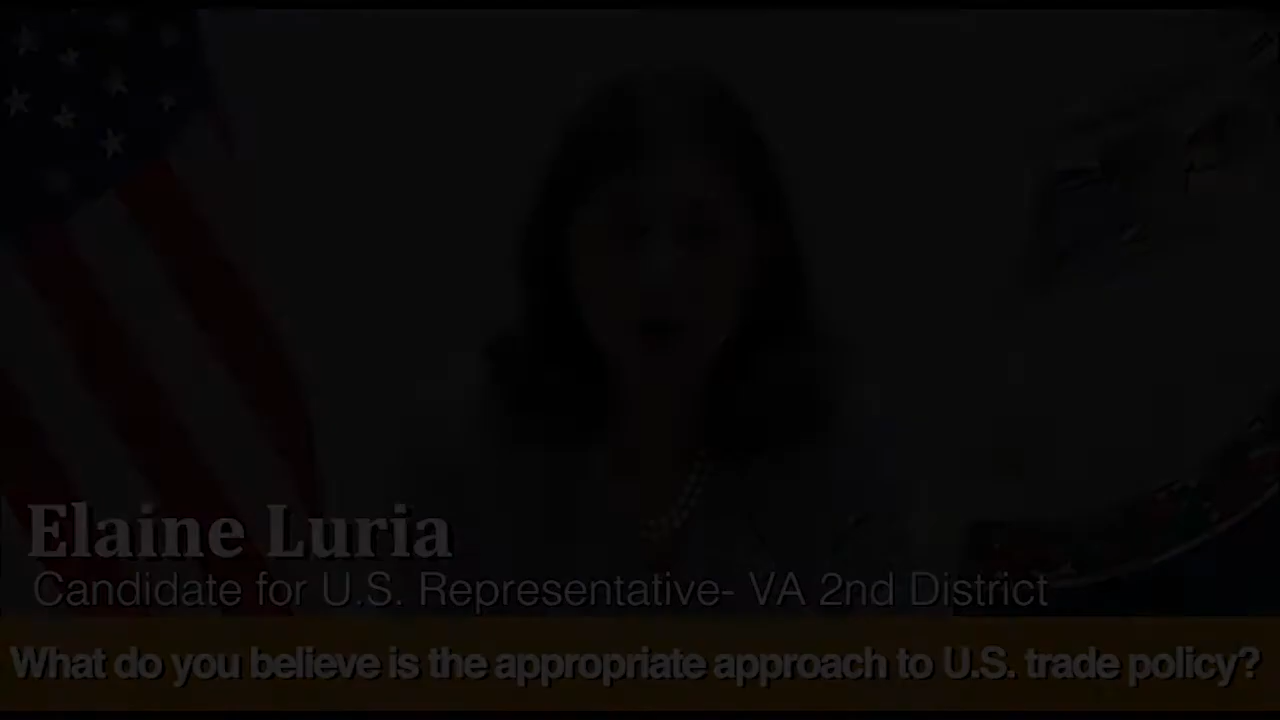 Elaine Luria
Candidate for U.S. Representative- VA 2nd District
What do you believe is the appropriate approach to U.S. trade policy?